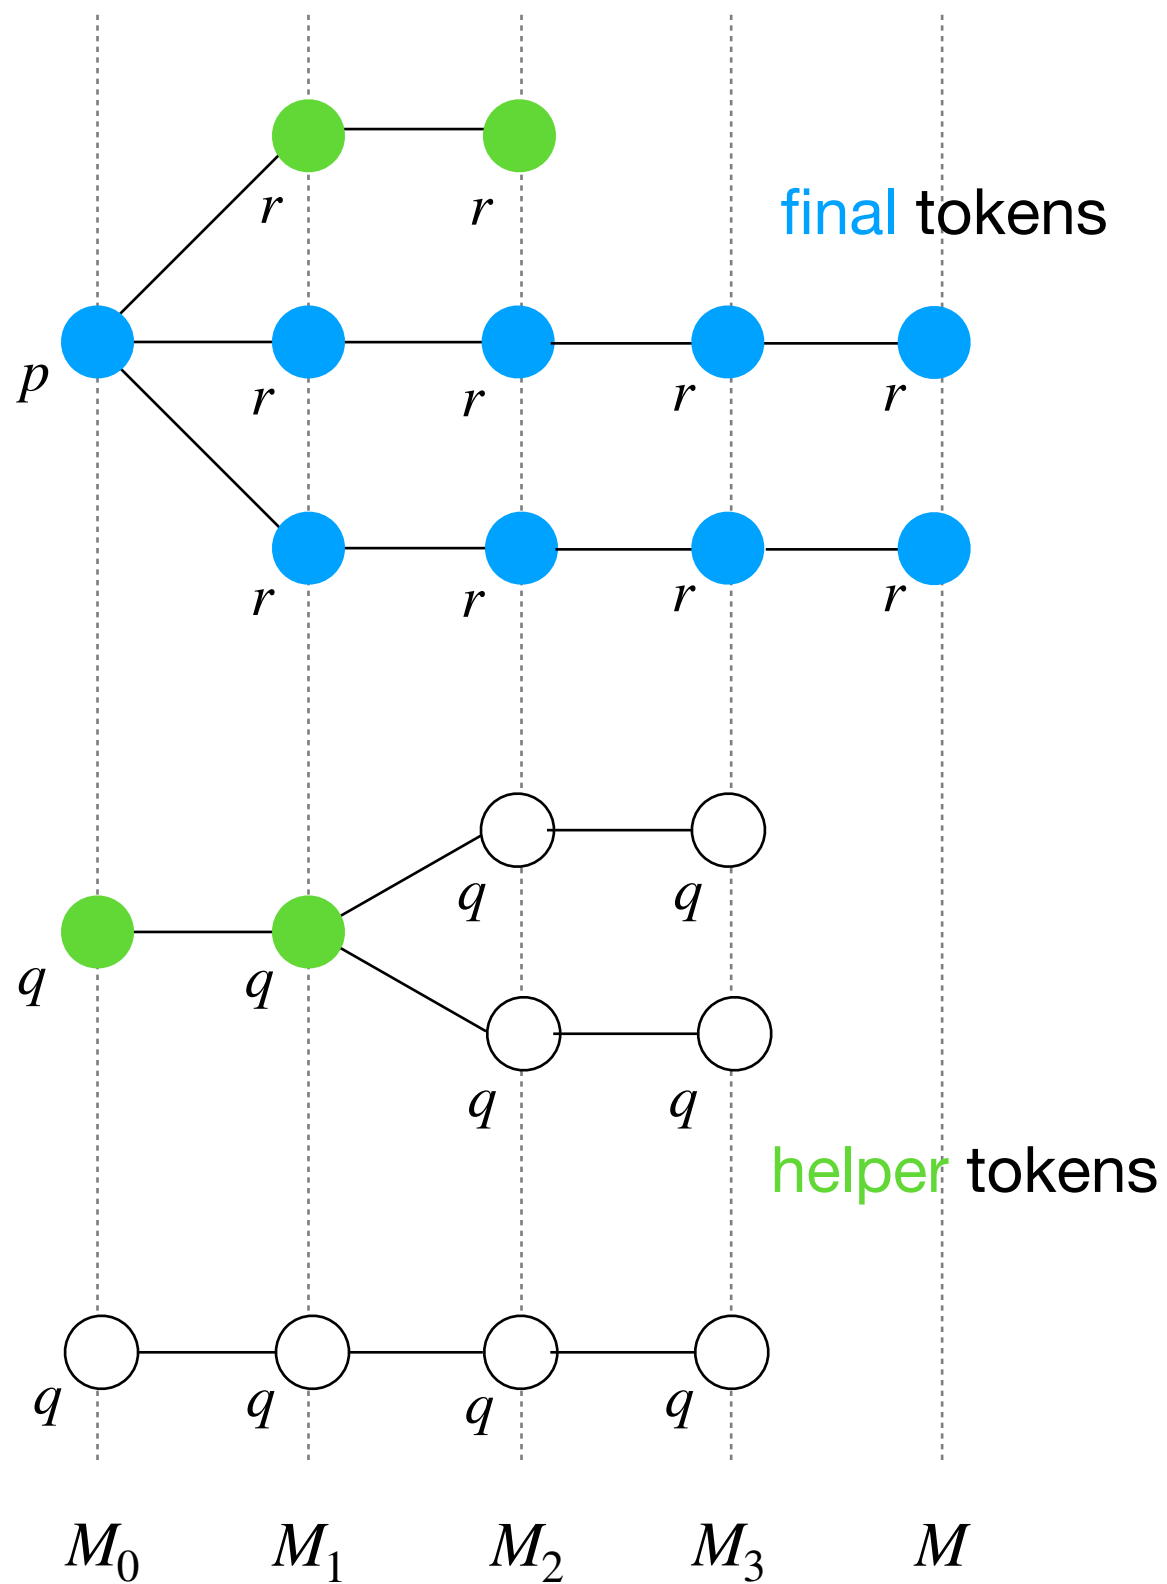 r r
final tokens
p
r r r r
r r r r
q q
q q
q q
helper tokens
q q q q
M₀ M₁ M₂ M₃ M